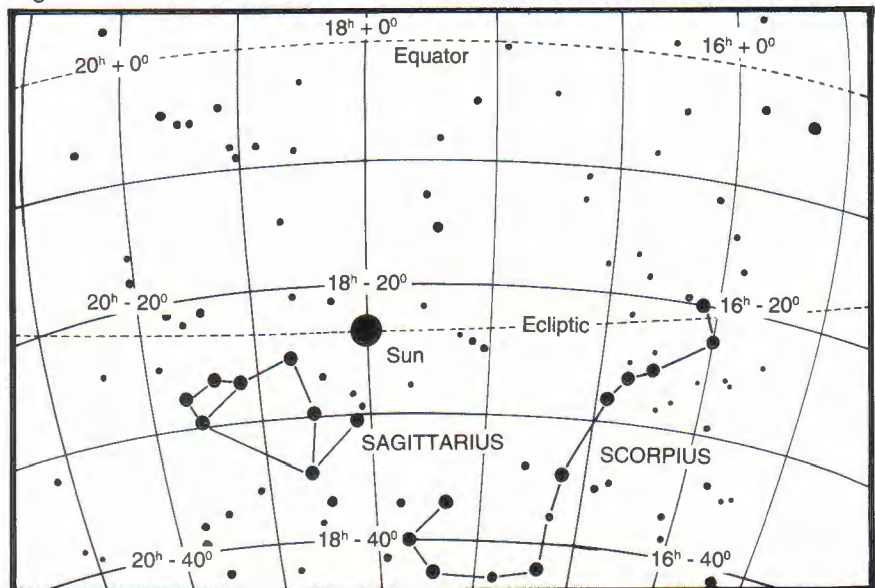 18ʰ + 0⁰
20ʰ + 0⁰
Equator
16ʰ + 0⁰
20ʰ - 20⁰
18ʰ - 20⁰
16ʰ - 20⁰
Ecliptic
Sun
SAGITTARIUS
SCORPIUS
20ʰ - 40⁰
18ʰ - 40⁰
16ʰ - 40⁰